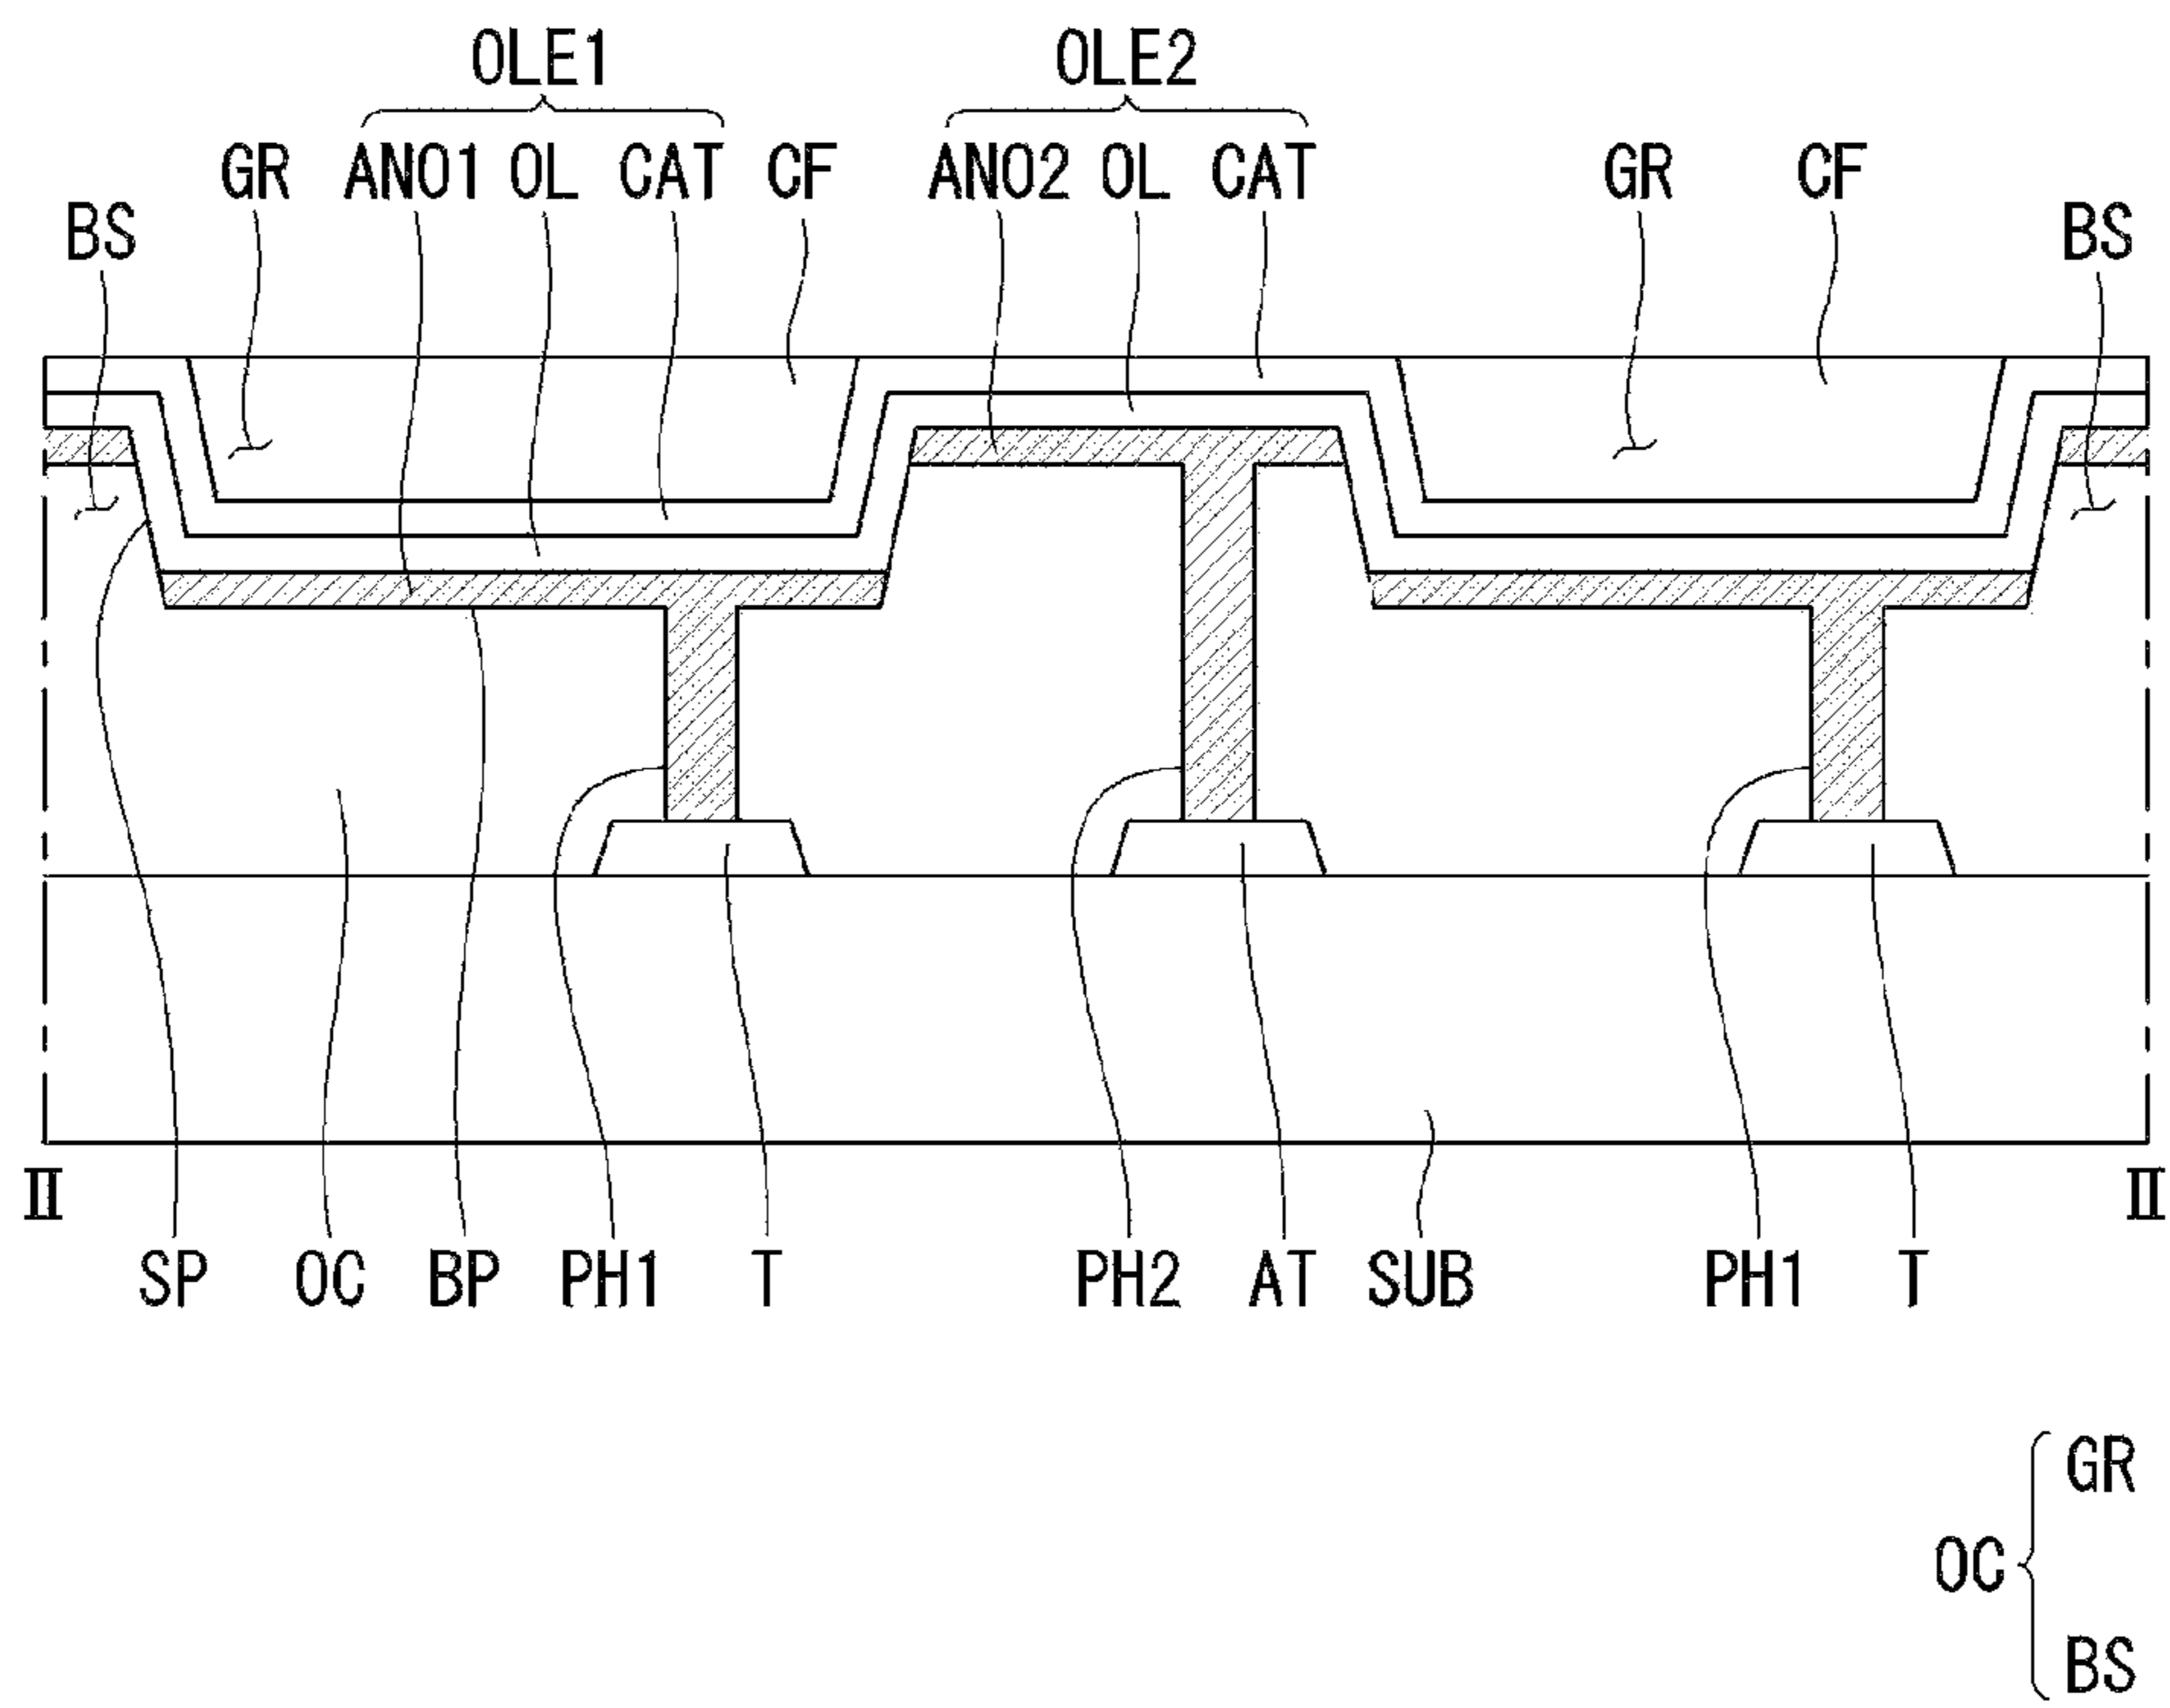 OLE1 OLE2
GR ANO1 OL CAT CF ANO2 OL CAT GR CF
BS BS
II II
SP OC BP PH1 T PH2 AT SUB PH1 T
GR
OC
BS